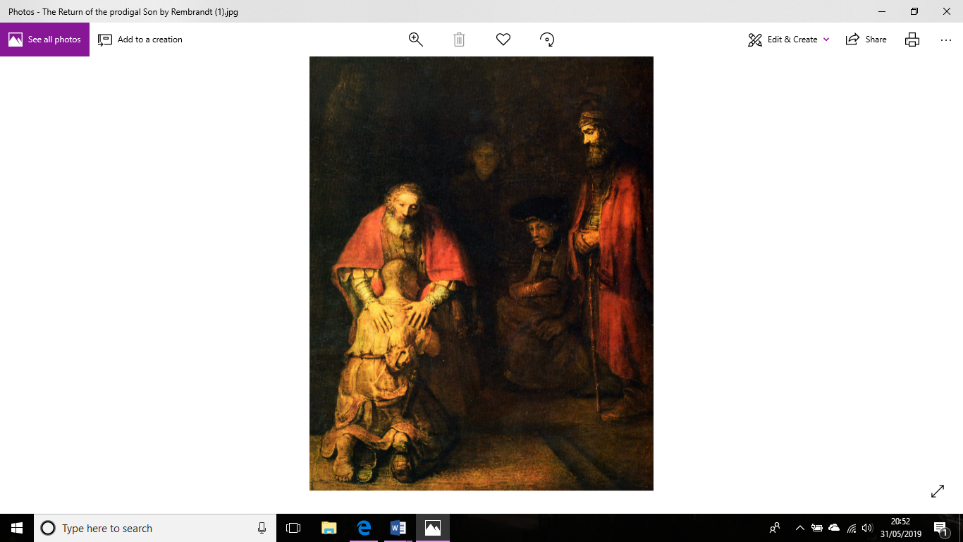 Photos - The Return of the prodigal Son by Rembrandt (1).jpg
See all photos
Add to a creation
Edit & Create
Share
Type here to search
20:52
31/05/2019
1